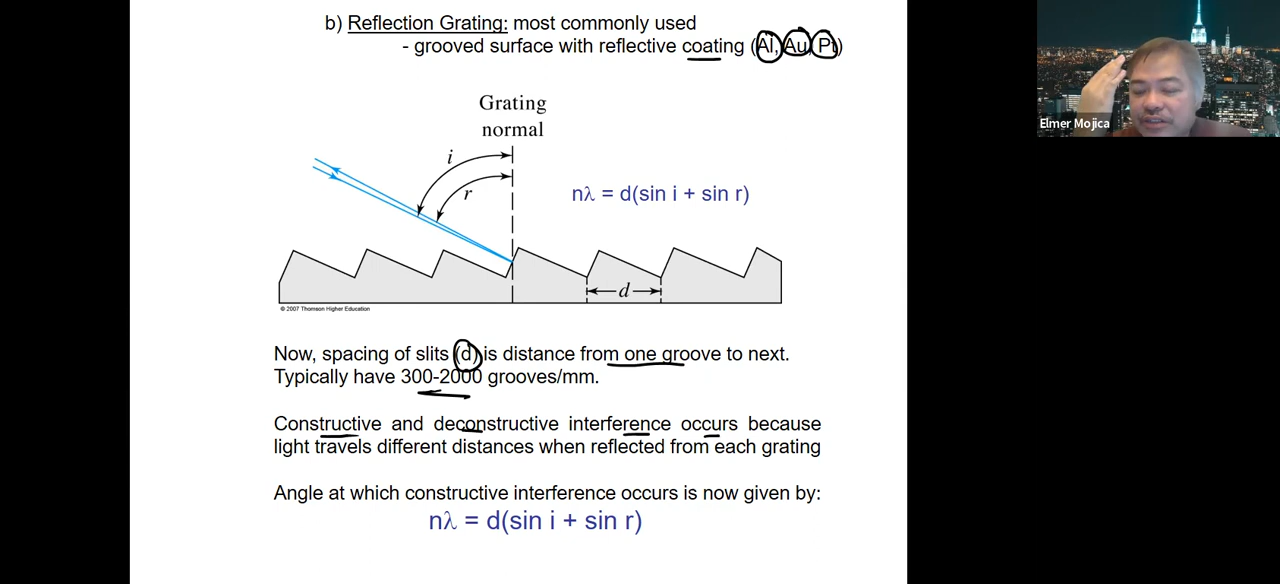 b) Reflection Grating: most commonly used
- grooved surface with reflective coating (Al, Au, Pt)
Elmer Mojica
Grating
normal
i
r
nλ = d(sin i + sin r)
d
© 2007 Thomson Higher Education
Now, spacing of slits (d) is distance from one groove to next.
Typically have 300-2000 grooves/mm.
Constructive and deconstructive interference occurs because
light travels different distances when reflected from each grating
Angle at which constructive interference occurs is now given by:
nλ = d(sin i + sin r)